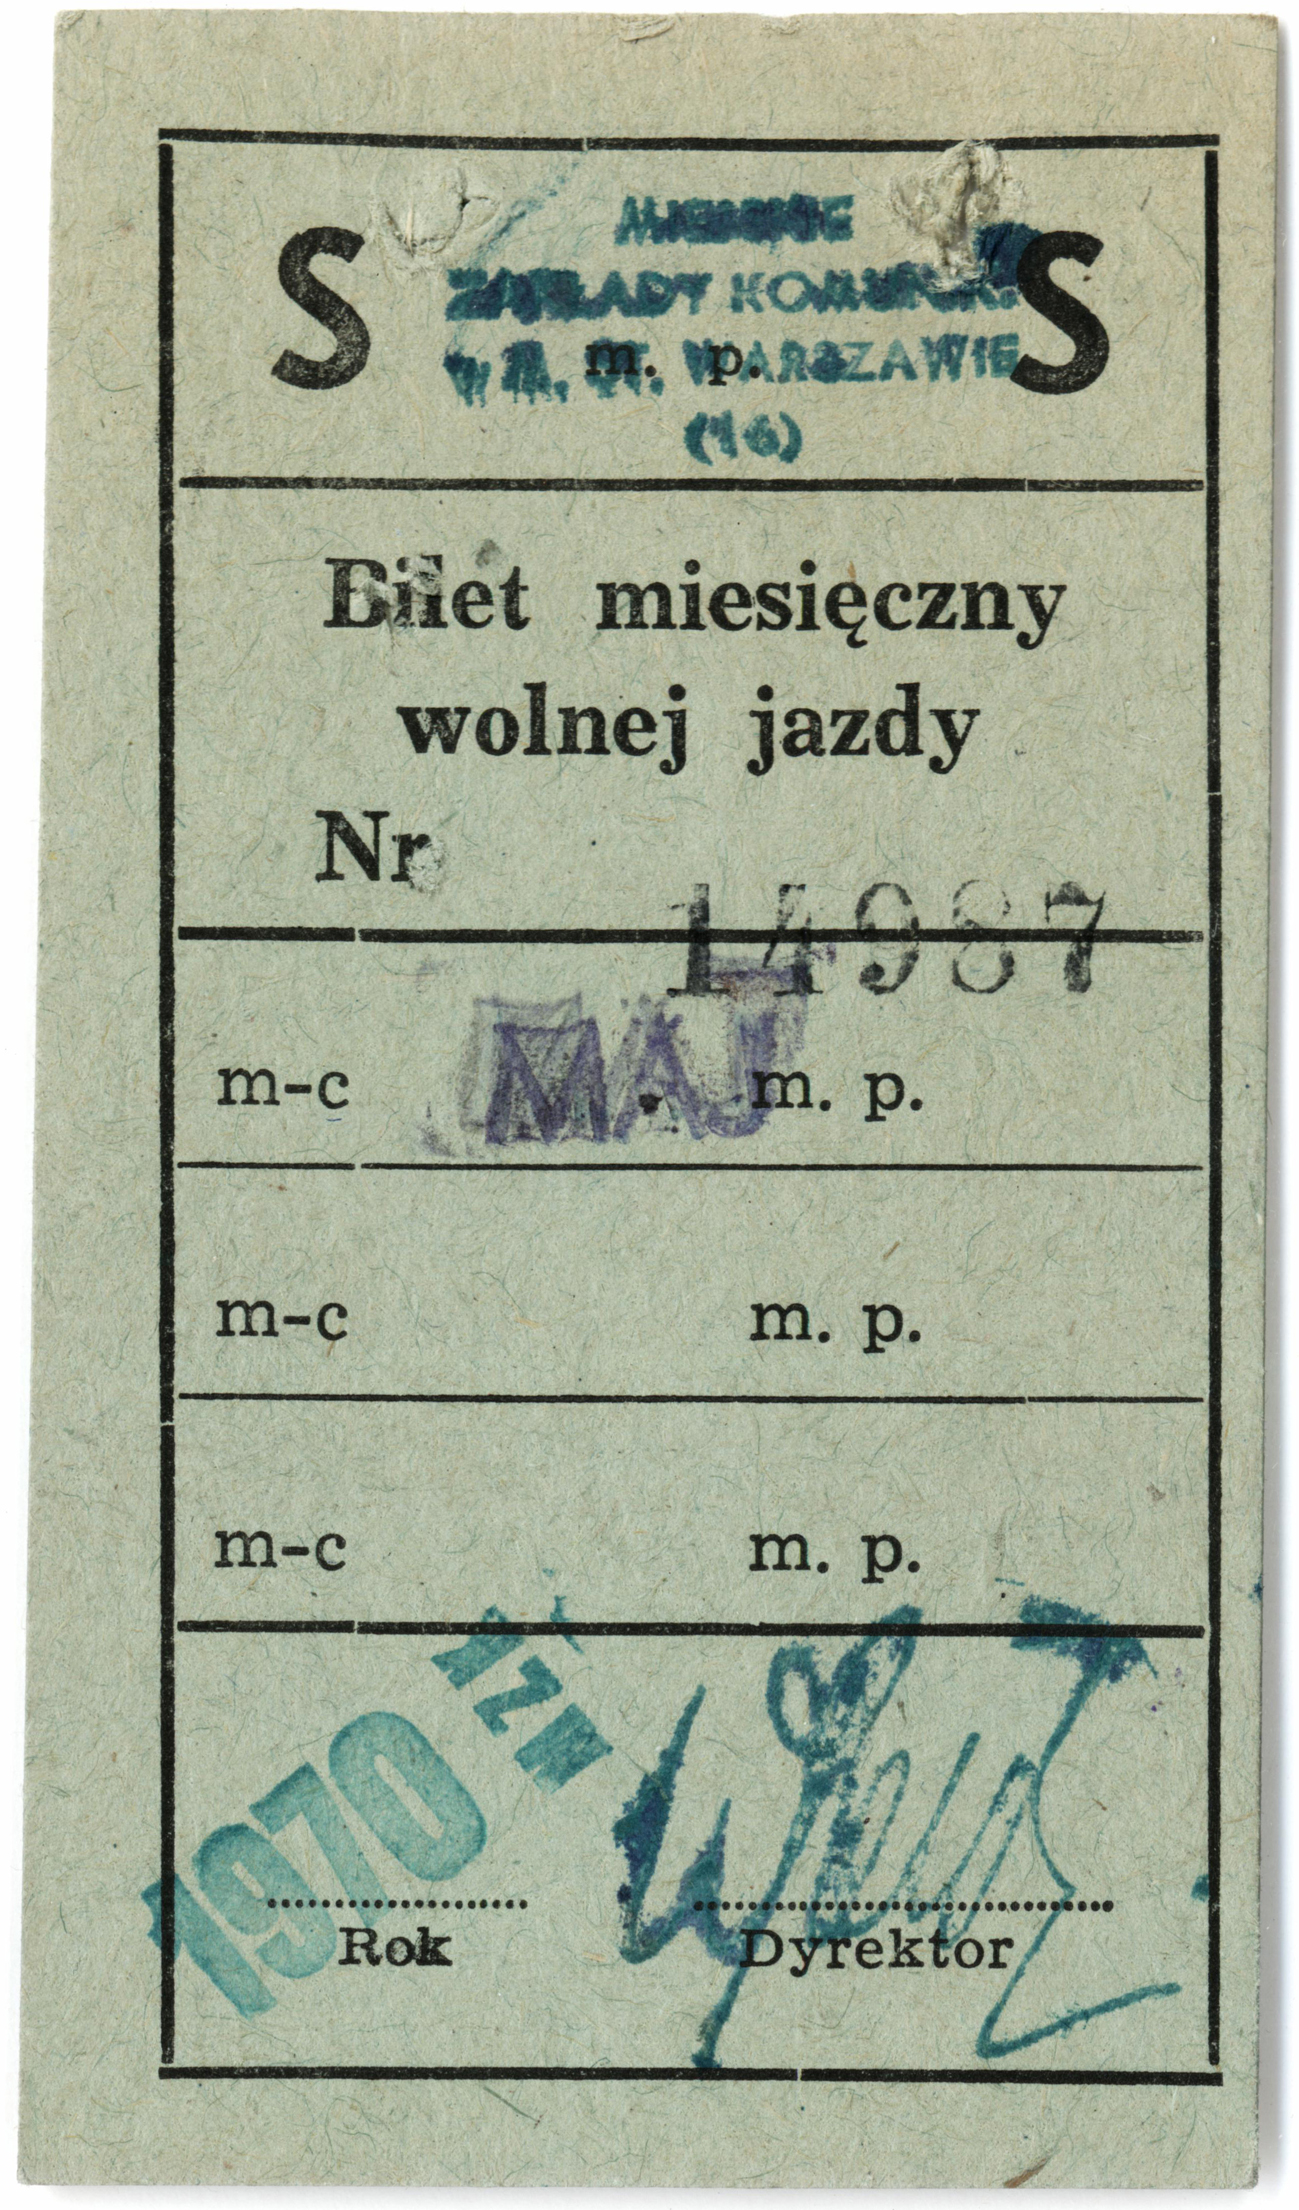 S S
MIEJSKIE
ZAKŁADY KOMUNIK.
w M. ST. WARSZAWIE
m. p.
(16)
Bilet miesięczny
wolnej jazdy
Nr
14987
m-c MAJ m. p.
m-c m. p.
m-c m. p.
MZK
1970
Rok Dyrektor